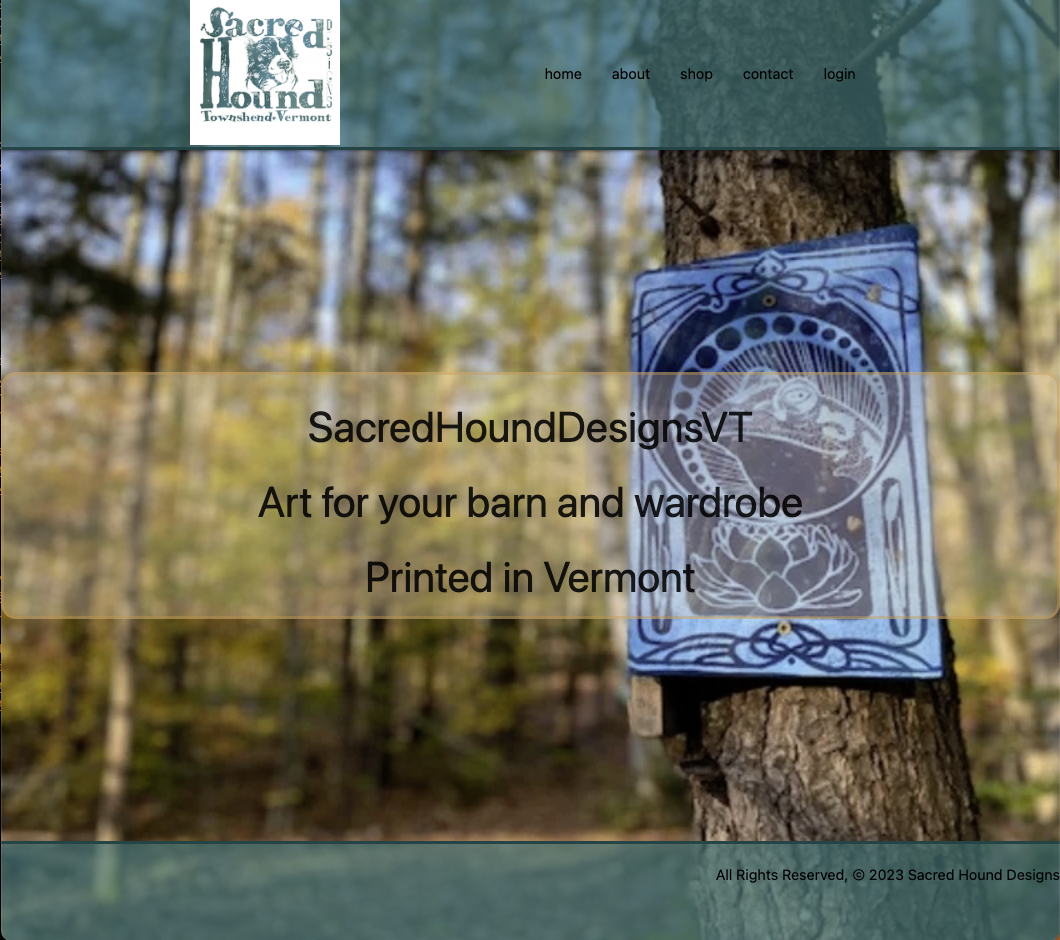 Sacred
Hound
DESIGNS
Townshend•Vermont
home about shop contact login
SacredHoundDesignsVT
Art for your barn and wardrobe
Printed in Vermont
All Rights Reserved, © 2023 Sacred Hound Designs